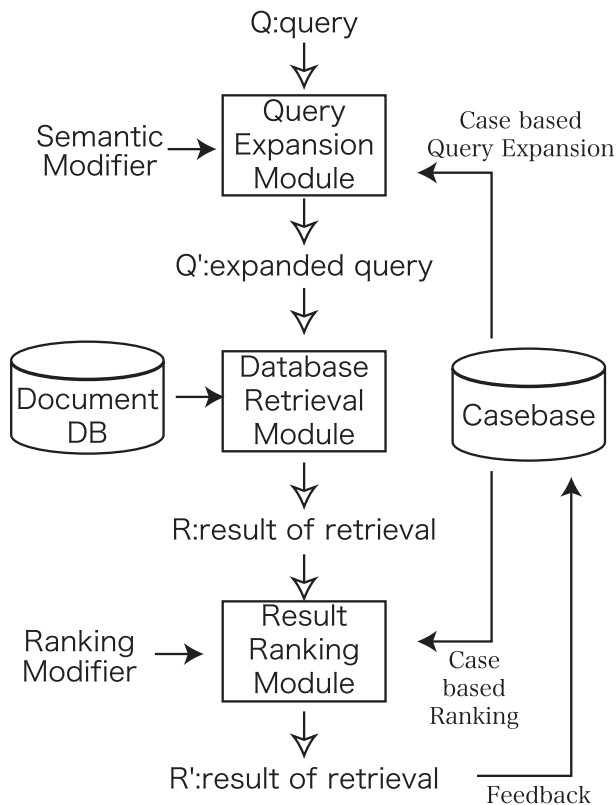 Q:query
Query
Expansion
Module
Semantic
Modifier
Case based
Query Expansion
Q':expanded query
Document
DB
Database
Retrieval
Module
Casebase
R:result of retrieval
Result
Ranking
Module
Ranking
Modifier
Case
based
Ranking
R':result of retrieval
Feedback